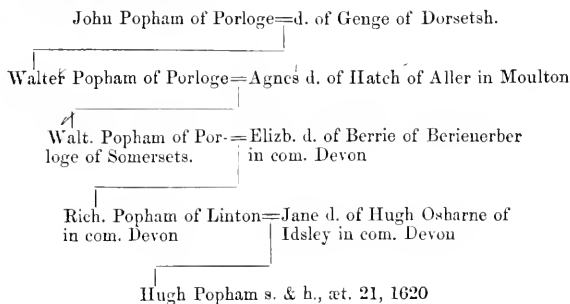 John Popham of Porloge=d. of Genge of Dorsetsh.
Walter Popham of Porloge=Agnes d. of Hatch of Aller in Moulton
Walt. Popham of Por-=Elizb. d. of Berrie of Berieuerber
loge of Somersets. in com. Devon
Rich. Popham of Linton=Jane d. of Hugh Osbarne of
in com. Devon Idsley in com. Devon
Hugh Popham s. & h., æt. 21, 1620